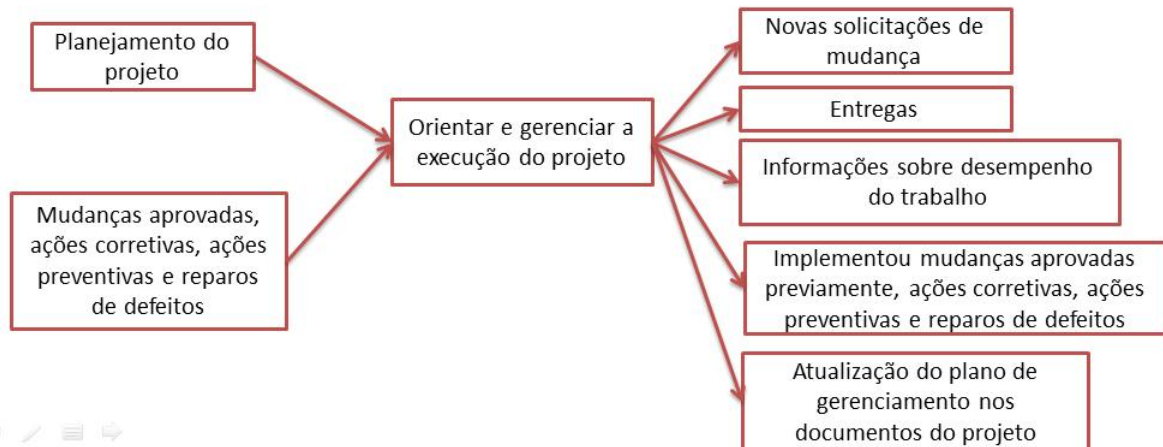 Planejamento do
projeto
Mudanças aprovadas,
ações corretivas, ações
preventivas e reparos
de defeitos
Orientar e gerenciar a
execução do projeto
Novas solicitações de
mudança
Entregas
Informações sobre desempenho
do trabalho
Implementou mudanças aprovadas
previamente, ações corretivas, ações
preventivas e reparos de defeitos
Atualização do plano de
gerenciamento nos
documentos do projeto